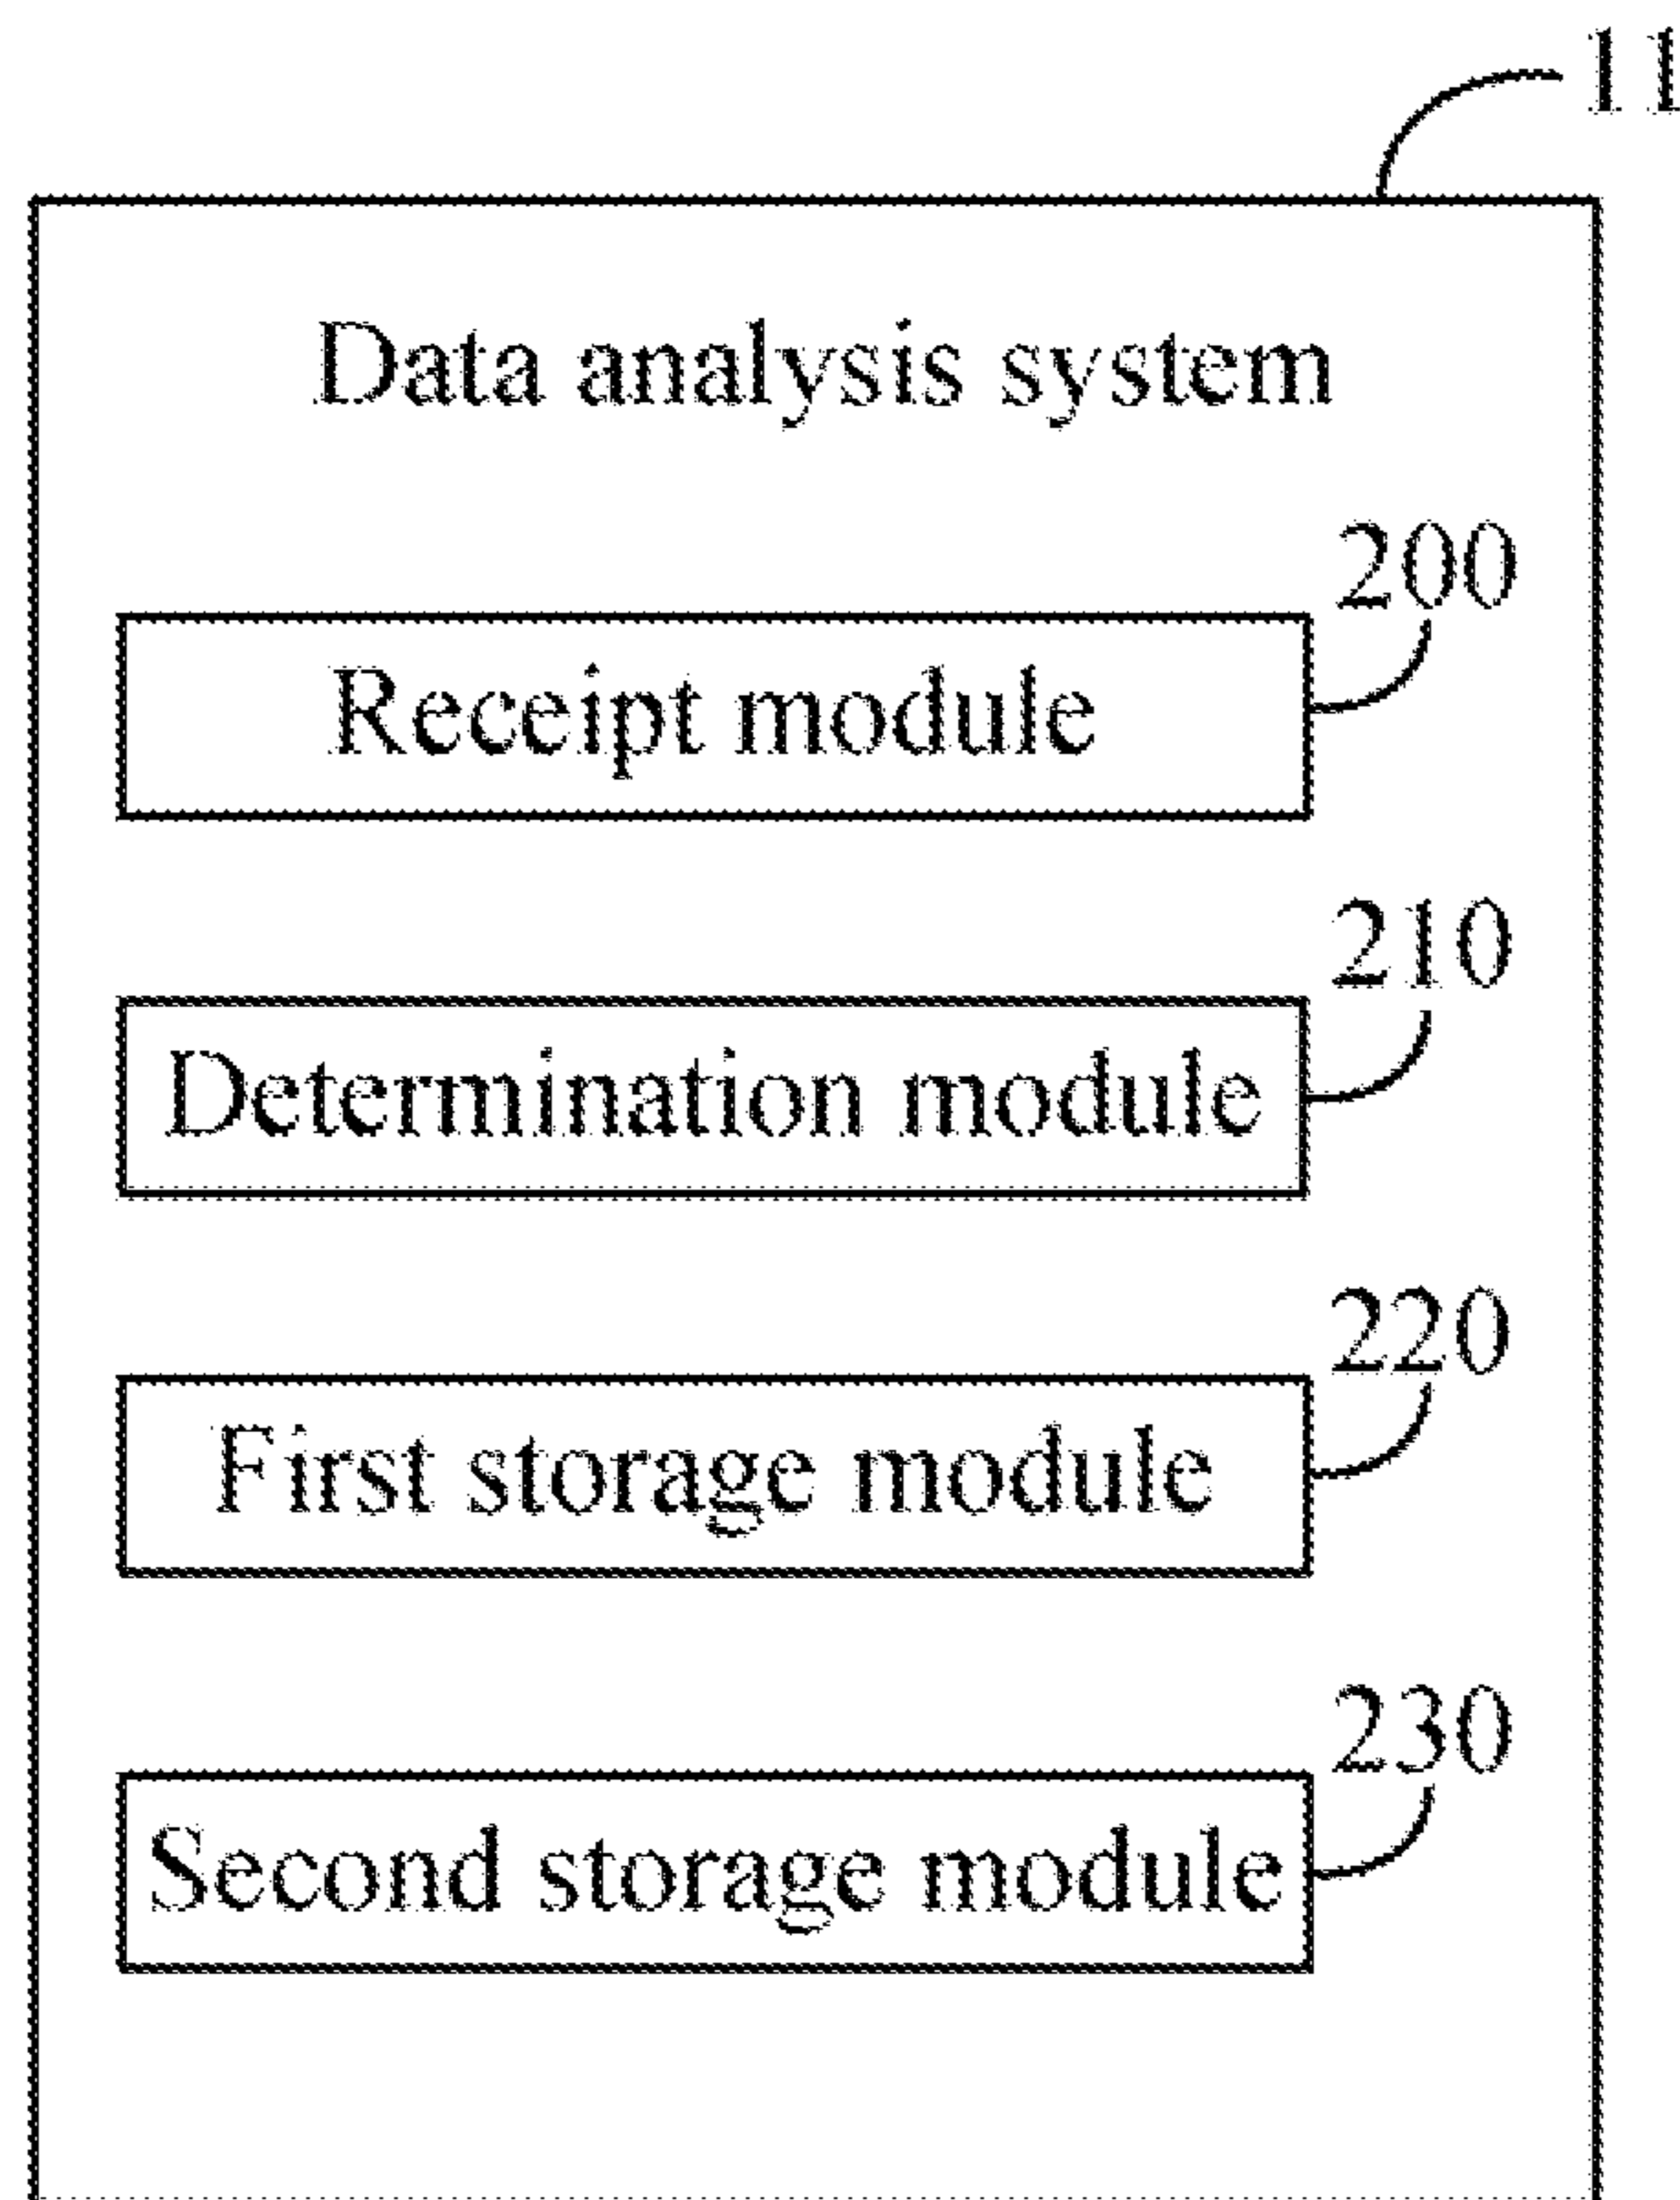 11
Data analysis system
200
Receipt module
210
Determination module
220
First storage module
230
Second storage module